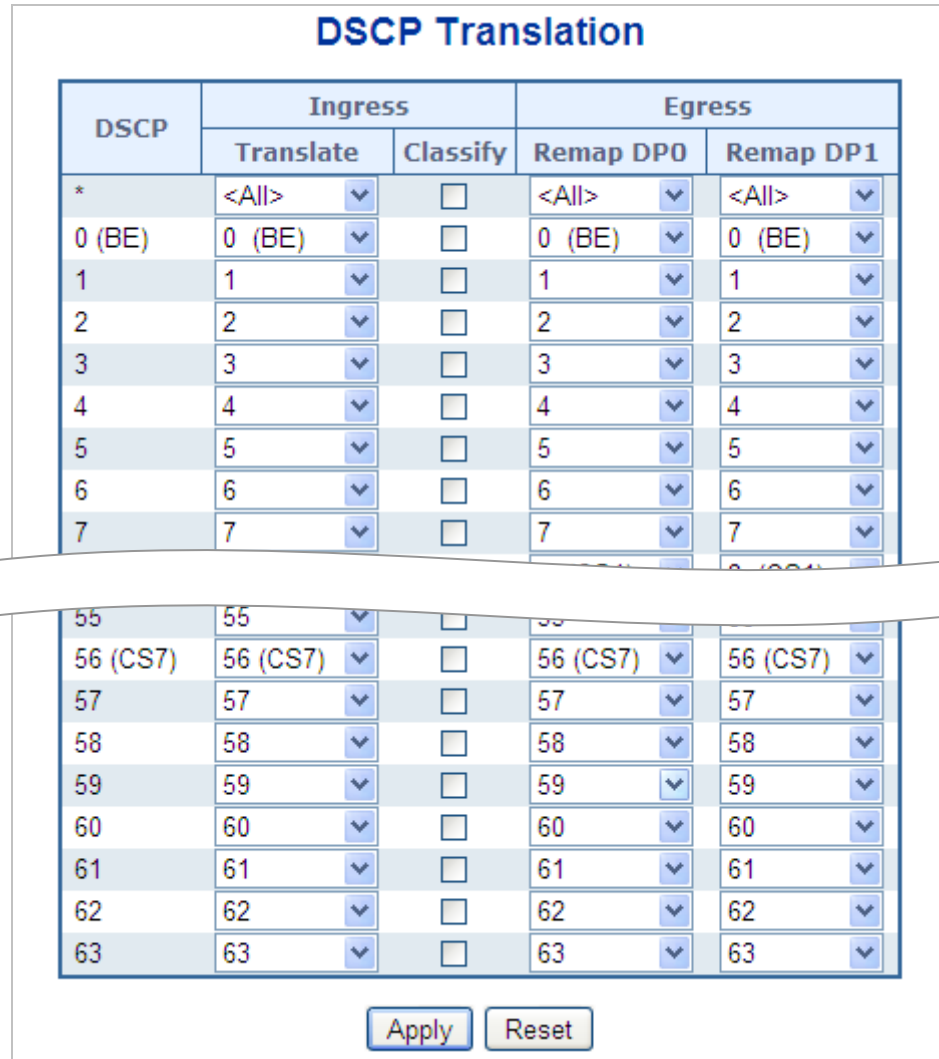 DSCP Translation
DSCP Ingress Egress
Translate Classify Remap DP0 Remap DP1
* <All> <All> <All>
0 (BE) 0 (BE) 0 (BE) 0 (BE)
1 1 1 1
2 2 2 2
3 3 3 3
4 4 4 4
5 5 5 5
6 6 6 6
7 7 7 7
55 55
56 (CS7) 56 (CS7) 56 (CS7) 56 (CS7)
57 57 57 57
58 58 58 58
59 59 59 59
60 60 60 60
61 61 61 61
62 62 62 62
63 63 63 63
Apply Reset